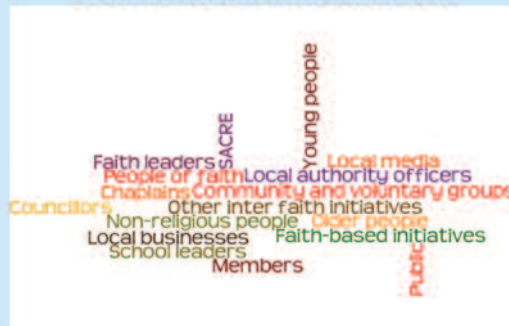 Young people
SACRE
Faith leaders
Local media
People of faith
Local authority officers
Chaplains
Community and voluntary groups
Councillors
Other inter faith initiatives
Non-religious people
Older people
Local businesses
Faith-based initiatives
School leaders
Members
Public